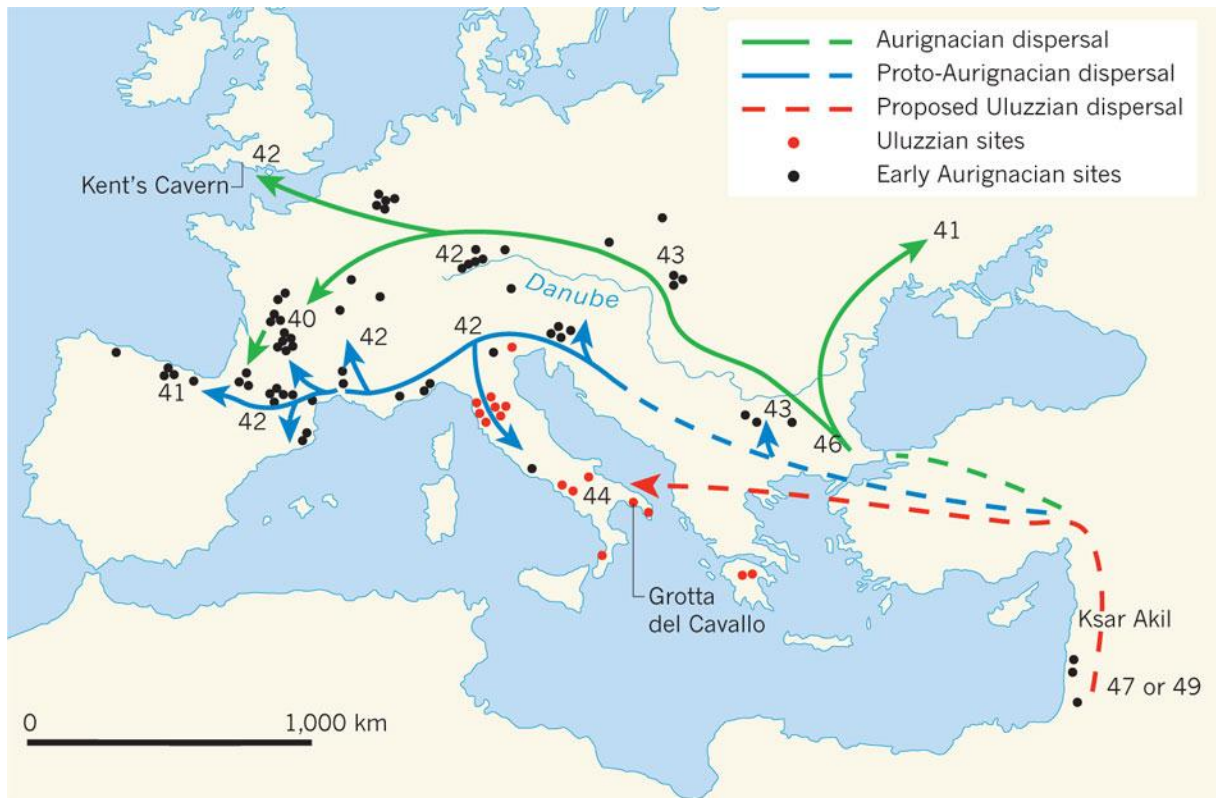 Aurignacian dispersal
Proto-Aurignacian dispersal
Proposed Uluzzian dispersal
Uluzzian sites
Early Aurignacian sites
42
Kent's Cavern
41
42
43
Danube
40
42
42
41
42
43
46
44
Grotta
del Cavallo
Ksar Akil
47 or 49
0
1,000 km